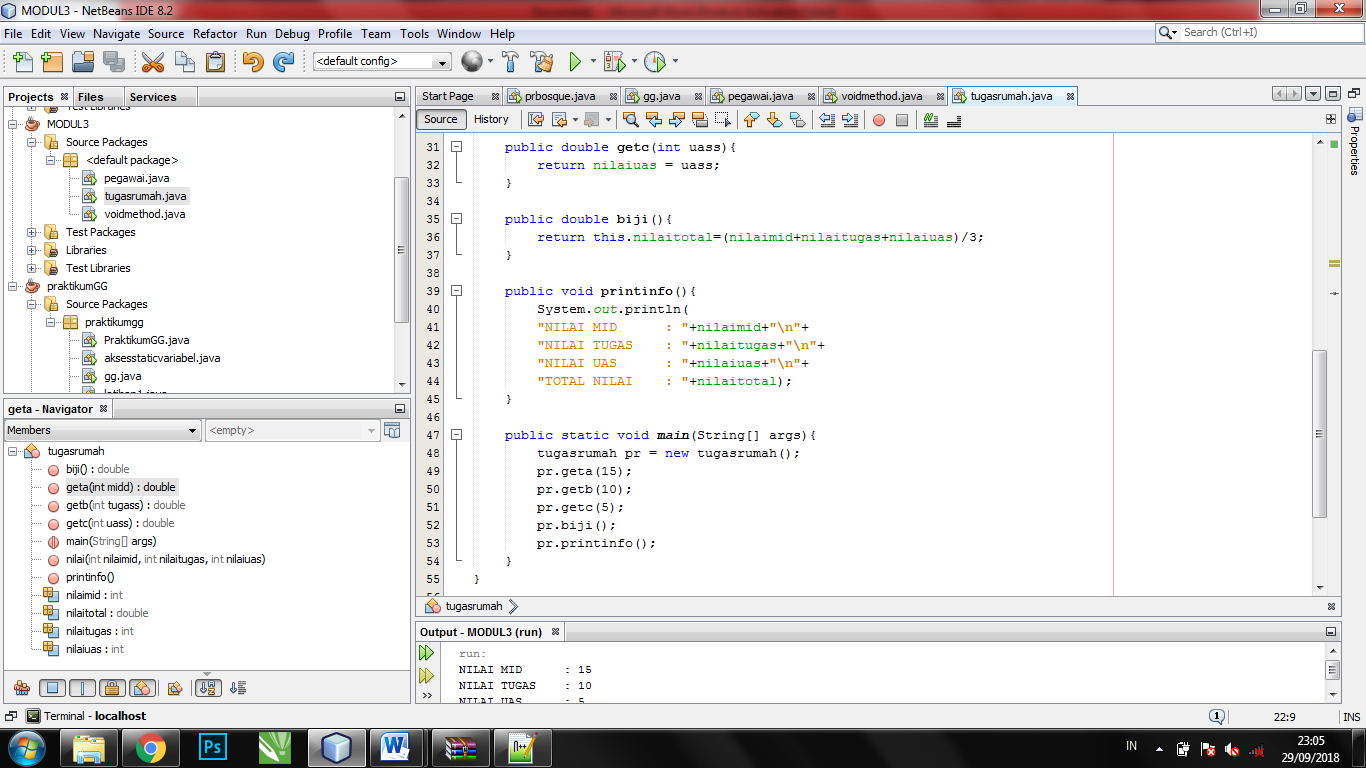 MODUL3 - NetBeans IDE 8.2
File Edit View Navigate Source Refactor Run Debug Profile Team Tools Window Help
Search (Ctrl+I)
<default config>
Projects Files Services
Test Libraries
MODUL3
Source Packages
<default package>
pegawai.java
tugasrumah.java
voidmethod.java
Test Packages
Libraries
Test Libraries
praktikumGG
Source Packages
praktikumgg
PraktikumGG.java
aksesstaticvariabel.java
gg.java
latihan1.java
geta - Navigator
Members
<empty>
tugasrumah
biji() : double
geta(int midd) : double
getb(int tugass) : double
getc(int uass) : double
main(String[] args)
nilai(int nilaimid, int nilaitugas, int nilaiuas)
printinfo()
nilaimid : int
nilaitotal : double
nilaitugas : int
nilaiuas : int
Start Page prbosque.java gg.java pegawai.java voidmethod.java tugasrumah.java
Source History
31 public double getc(int uass){
32 return nilaiuas = uass;
33 }
34
35 public double biji(){
36 return this.nilaitotal=(nilaimid+nilaitugas+nilaiuas)/3;
37 }
38
39 public void printinfo(){
40 System.out.println(
41 "NILAI MID      : "+nilaimid+"\n"+
42 "NILAI TUGAS    : "+nilaitugas+"\n"+
43 "NILAI UAS      : "+nilaiuas+"\n"+
44 "TOTAL NILAI    : "+nilaitotal);
45 }
46
47 public static void main(String[] args){
48 tugasrumah pr = new tugasrumah();
49 pr.geta(15);
50 pr.getb(10);
51 pr.getc(5);
52 pr.biji();
53 pr.printinfo();
54 }
55 }
tugasrumah
Properties
Output - MODUL3 (run)
run:
NILAI MID      : 15
NILAI TUGAS    : 10
NILAI UAS      : 5
Terminal - localhost
1
22:9
INS
Ps
W
IN
23:05
29/09/2018